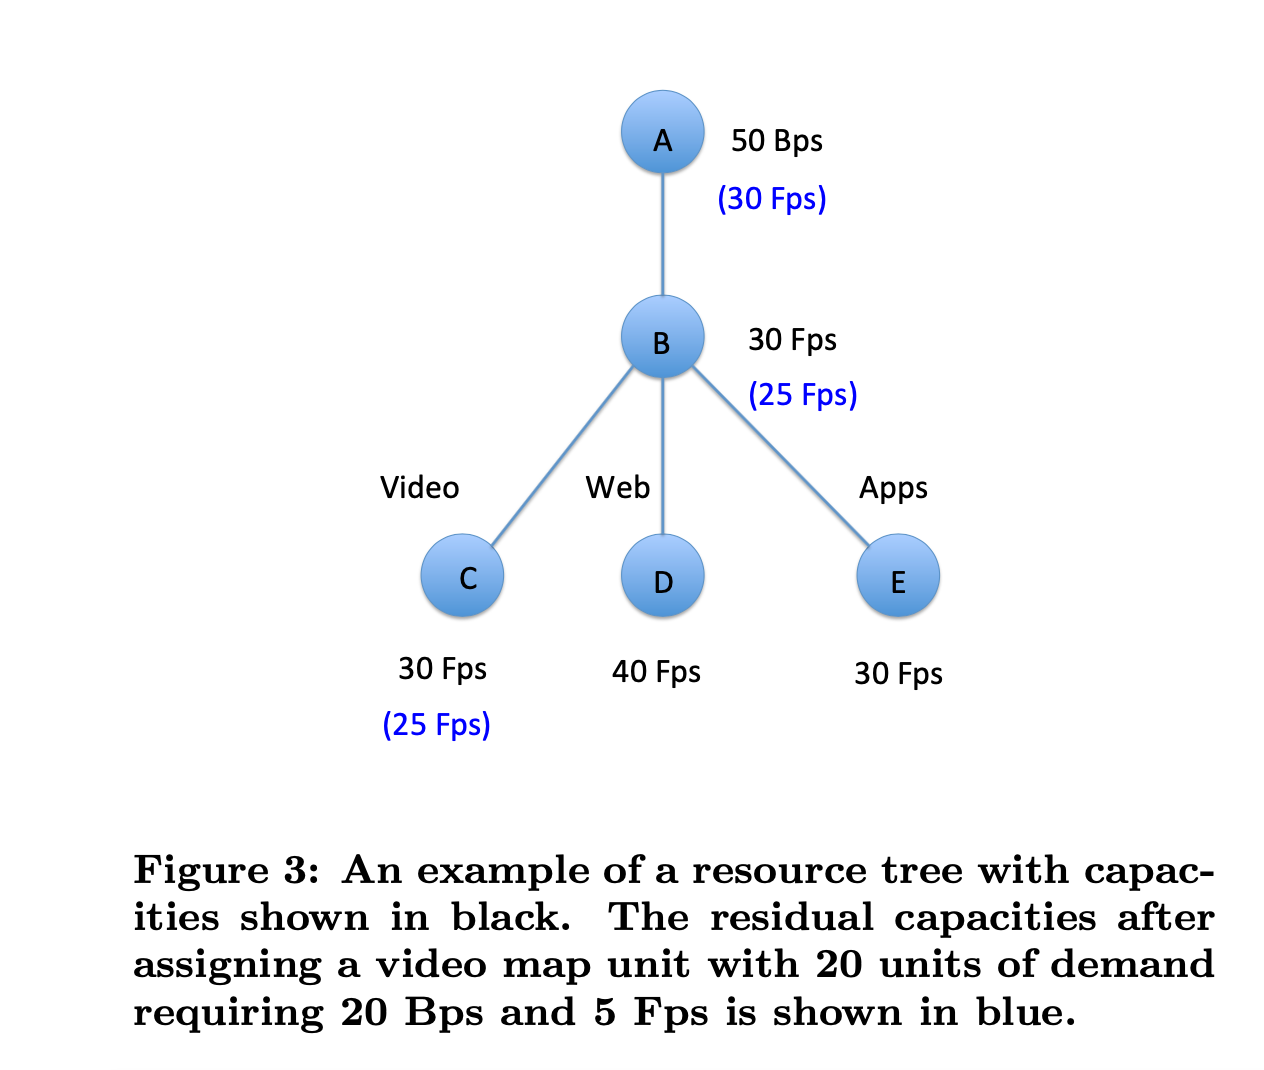 A
50 Bps
(30 Fps)
B
30 Fps
(25 Fps)
Video
Web
Apps
C
D
E
30 Fps
40 Fps
30 Fps
(25 Fps)
Figure 3: An example of a resource tree with capac-
ities shown in black. The residual capacities after
assigning a video map unit with 20 units of demand
requiring 20 Bps and 5 Fps is shown in blue.